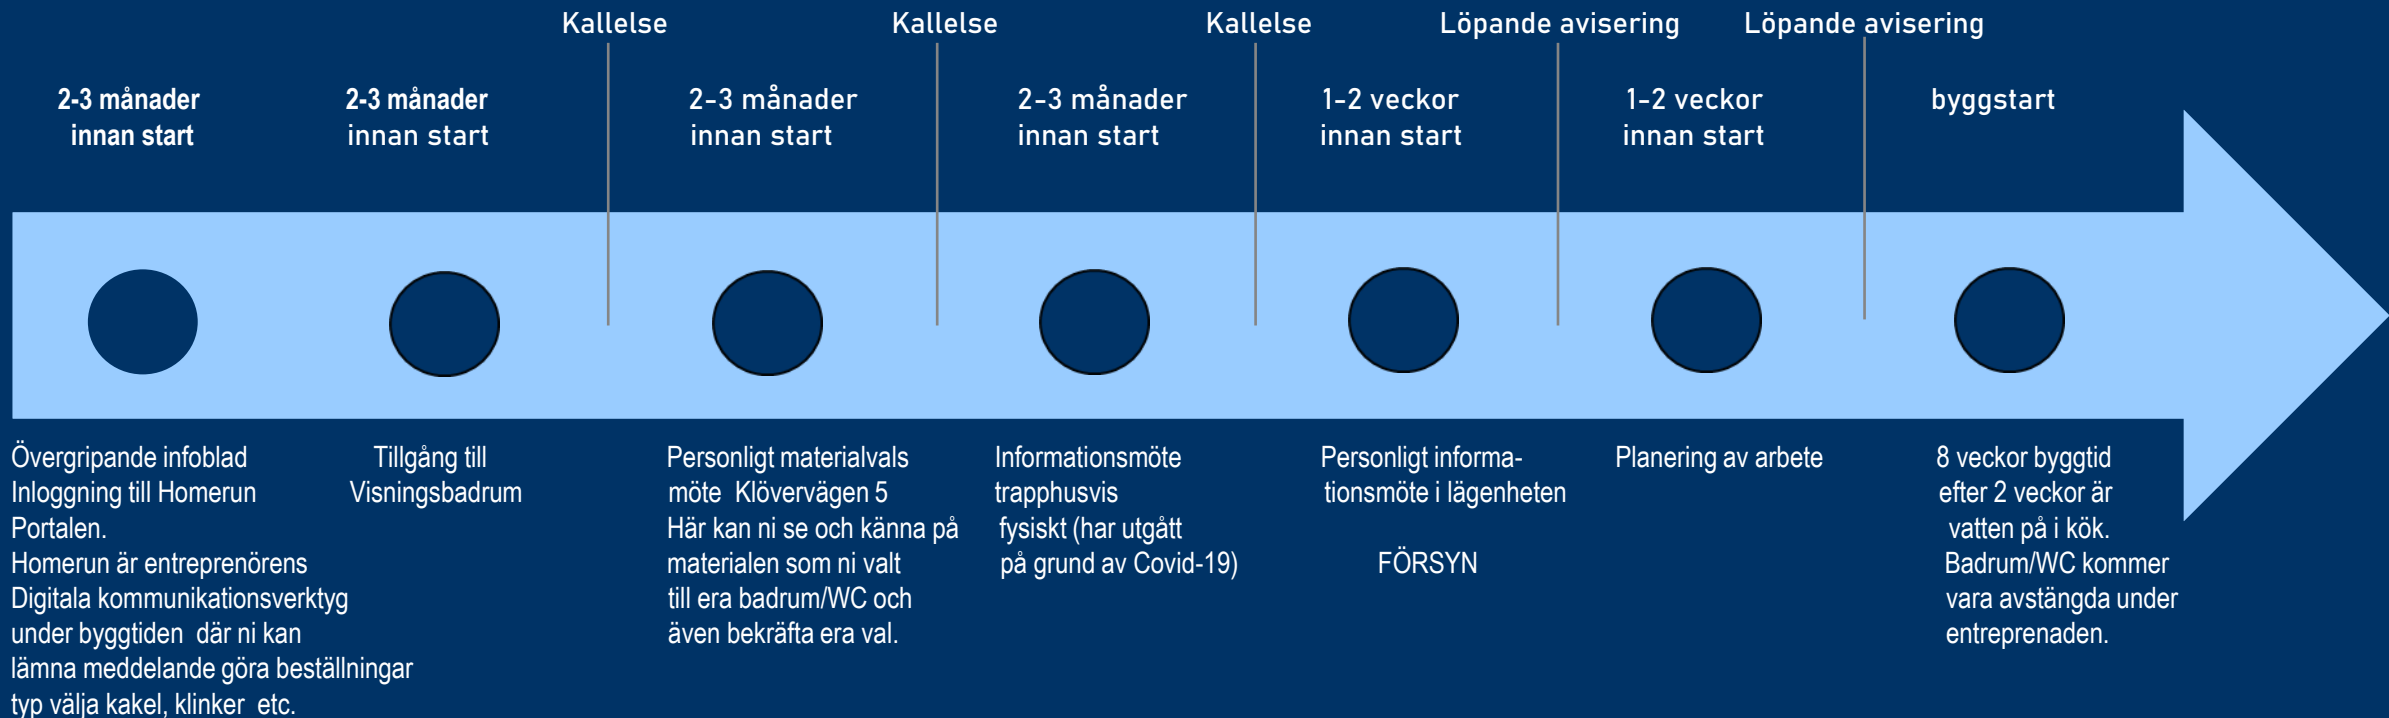 Kallelse
Kallelse
Kallelse
Löpande avisering
Löpande avisering
2-3 månader
innan start
2-3 månader
innan start
2-3 månader
innan start
2-3 månader
innan start
1-2 veckor
innan start
1-2 veckor
innan start
byggstart
Övergripande infoblad
Inloggning till Homerun
Portalen.
Homerun är entreprenörens
Digitala kommunikationsverktyg
under byggtiden där ni kan
lämna meddelande göra beställningar
typ välja kakel, klinker etc.
Tillgång till
Visningsbadrum
Personligt materialvals
möte Klövervägen 5
Här kan ni se och känna på
materialen som ni valt
till era badrum/WC och
även bekräfta era val.
Informationsmöte
trapphusvis
fysiskt (har utgått
på grund av Covid-19)
Personligt informa-
tionsmöte i lägenheten
FÖRSYN
Planering av arbete
8 veckor byggtid
efter 2 veckor är
vatten på i kök.
Badrum/WC kommer
vara avstängda under
entreprenaden.